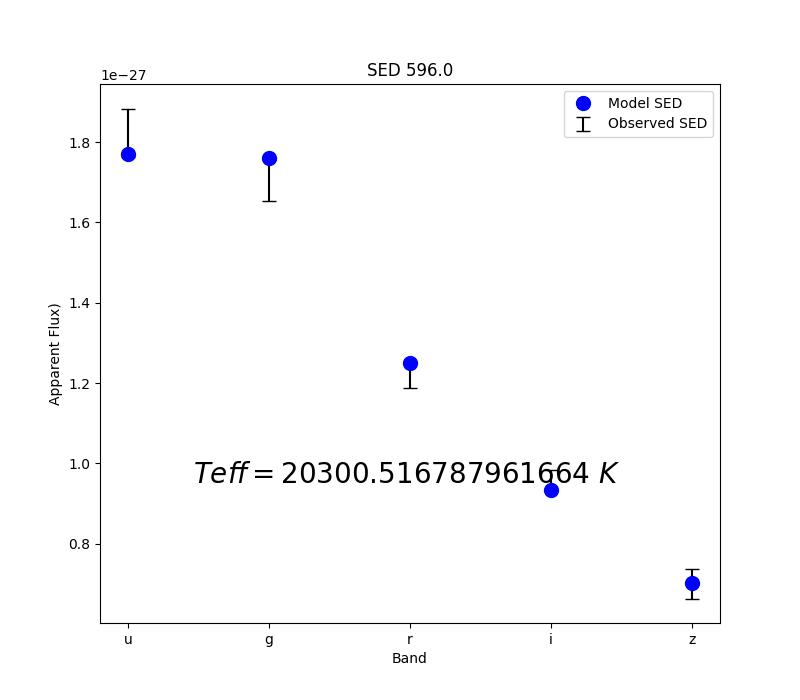 SED 596.0
1e−27
Model SED
Observed SED
1.8
1.6
1.4
1.2
1.0
0.8
Apparent Flux)
Teff = 20300.516787961664 K
u g r i z
Band